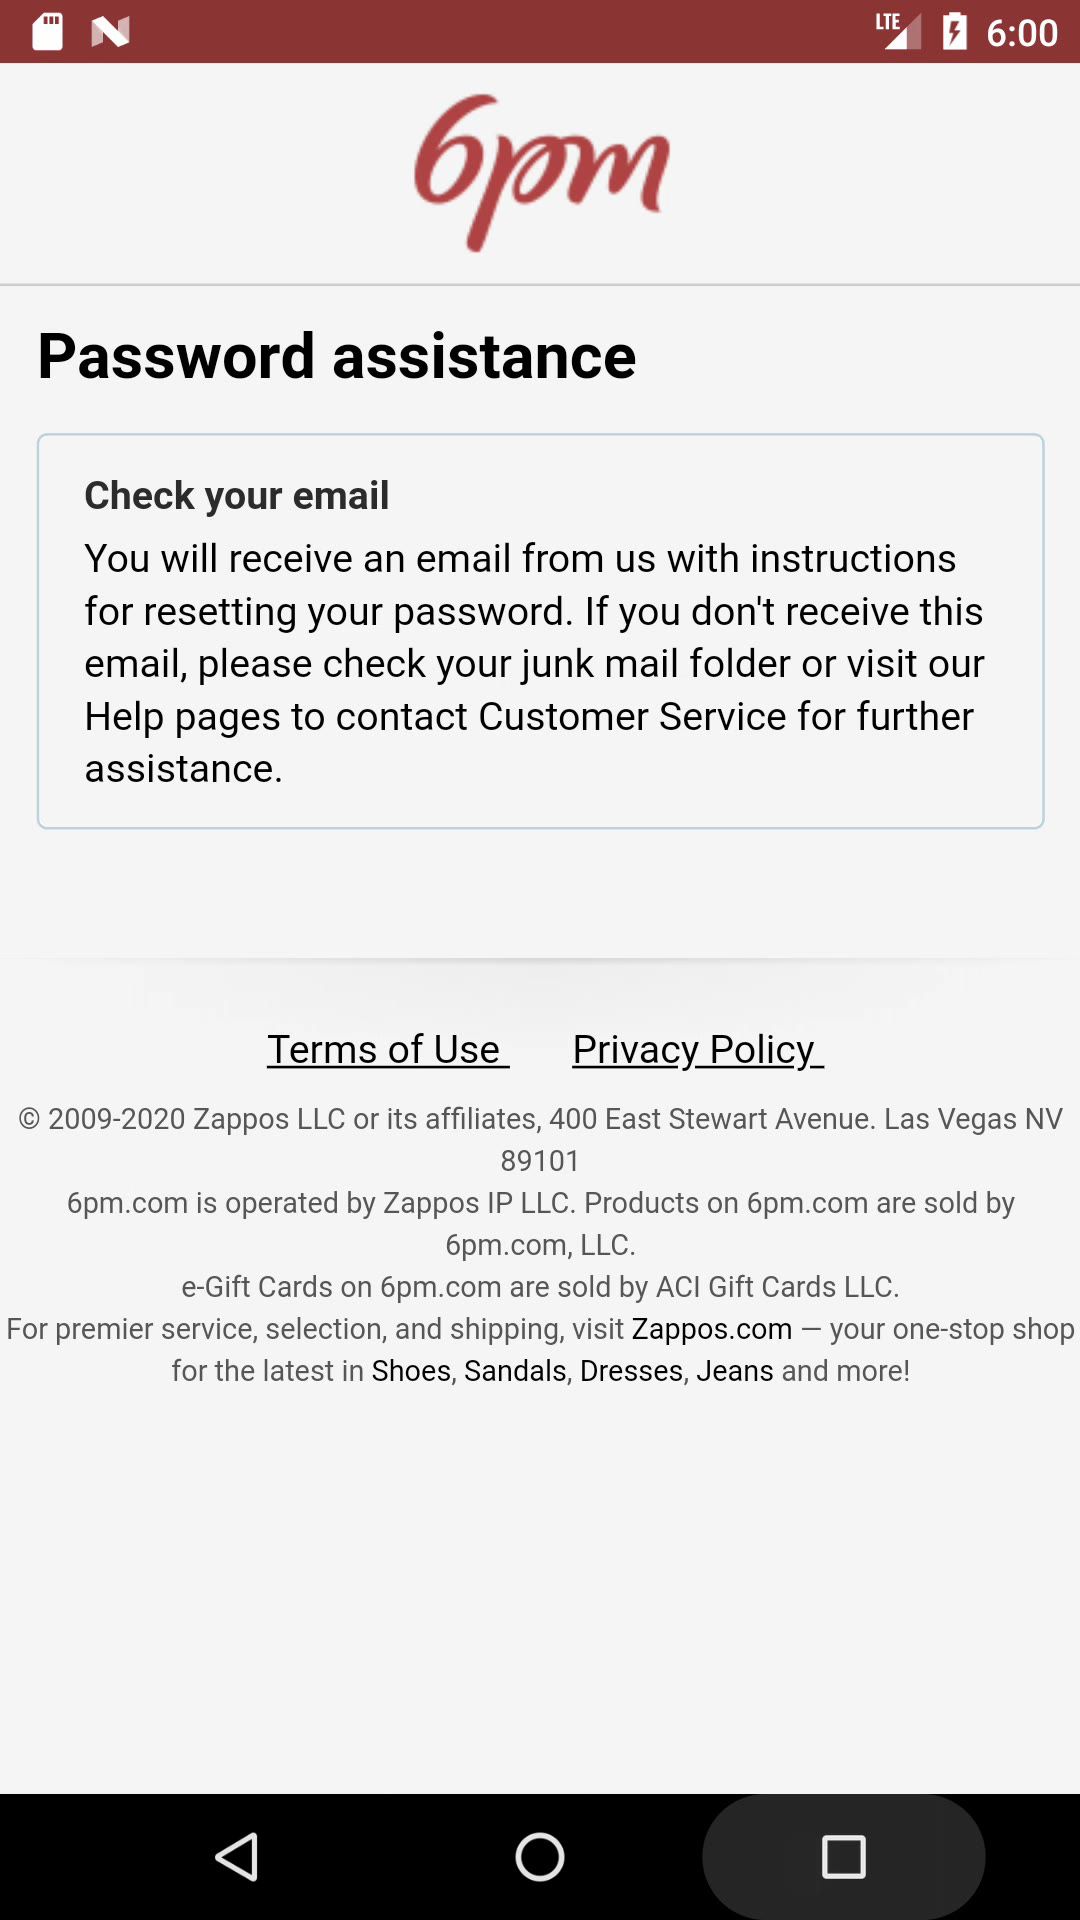 LTE 6:00
6pm
Password assistance
Check your email
You will receive an email from us with instructions
for resetting your password. If you don't receive this
email, please check your junk mail folder or visit our
Help pages to contact Customer Service for further
assistance.
Terms of Use Privacy Policy
© 2009-2020 Zappos LLC or its affiliates, 400 East Stewart Avenue. Las Vegas NV
89101
6pm.com is operated by Zappos IP LLC. Products on 6pm.com are sold by
6pm.com, LLC.
e-Gift Cards on 6pm.com are sold by ACI Gift Cards LLC.
For premier service, selection, and shipping, visit Zappos.com — your one-stop shop
for the latest in Shoes, Sandals, Dresses, Jeans and more!